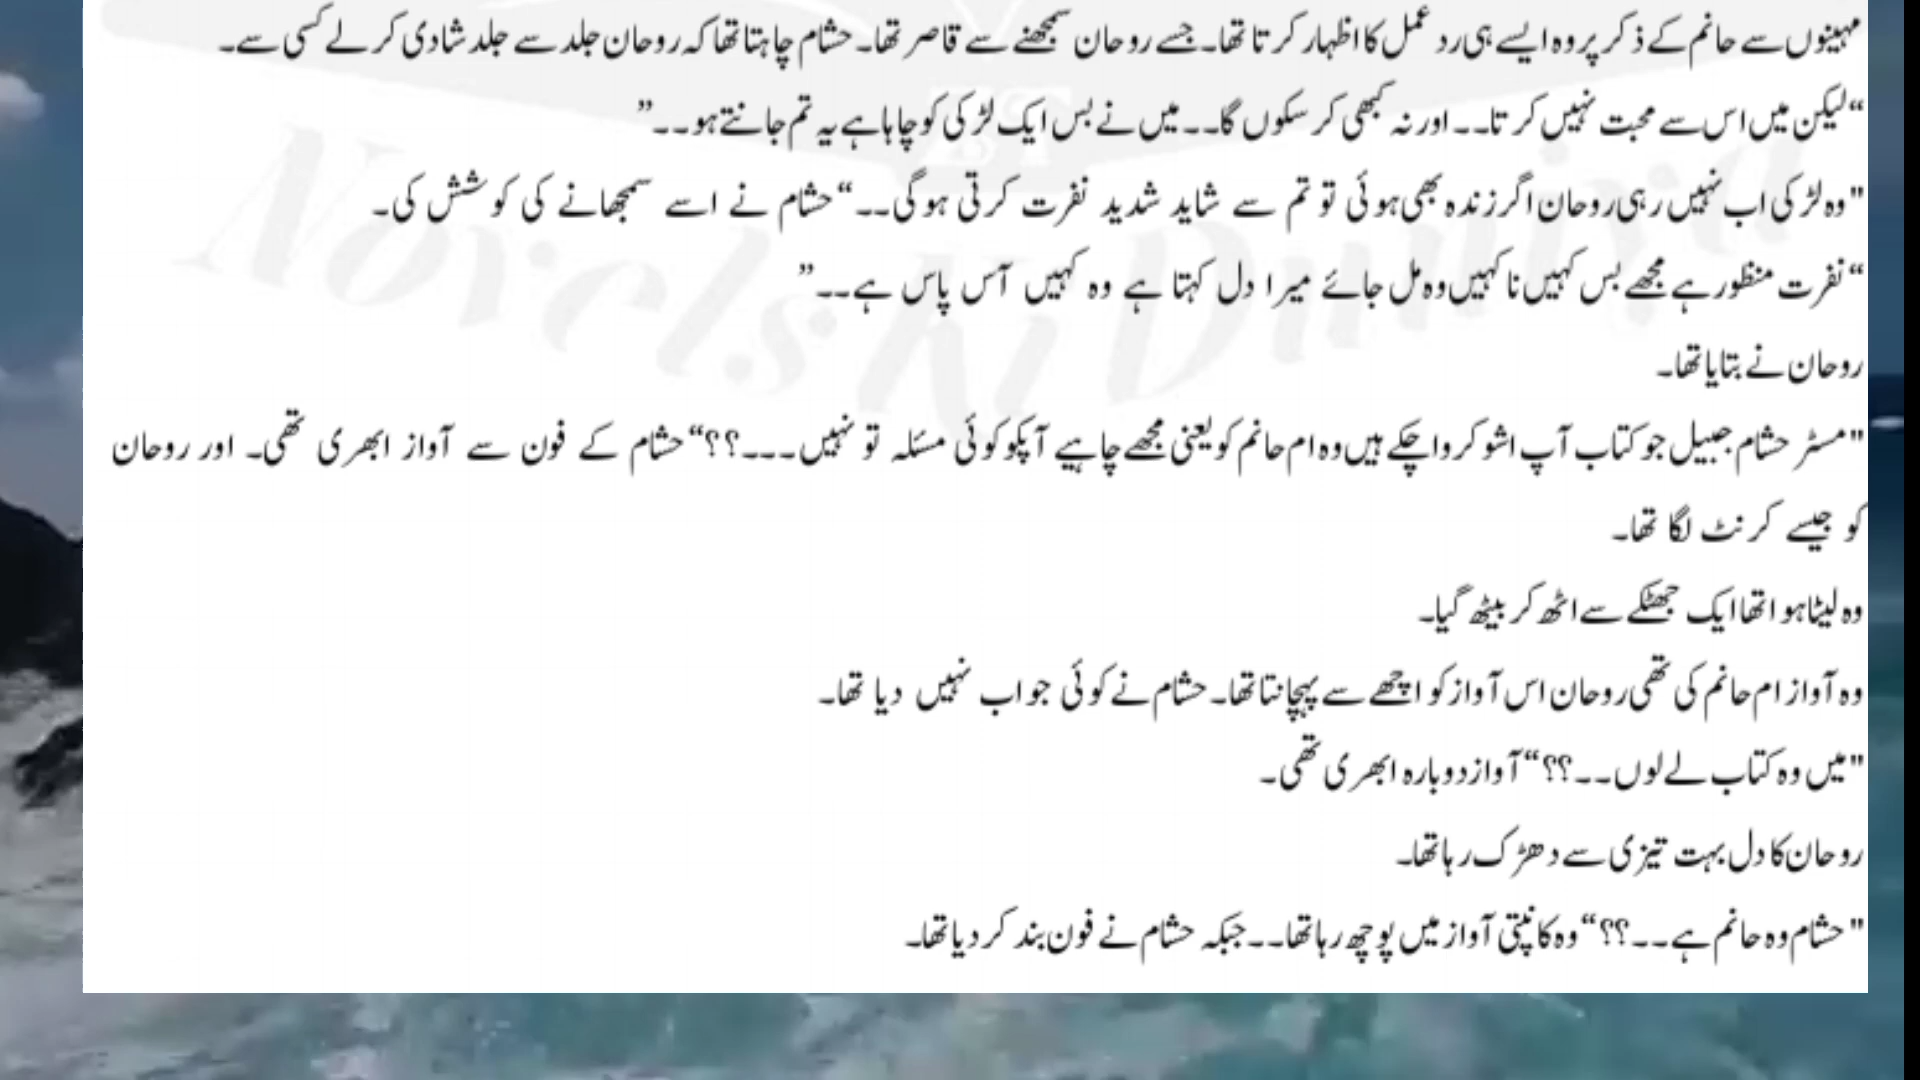 مہینوں سے حانم کے ذکر پر وہ ایسے ہی رد عمل کا اظہار کرتا تھا۔ جسے روحان سمجھنے سے قاصر تھا۔ حشام چاہتا تھا کہ روحان جلد سے جلد شادی کر لے کسی سے۔
“لیکن میں اس سے محبت نہیں کرتا۔۔ اور نہ کبھی کر سکوں گا۔۔ میں نے بس ایک لڑکی کو چاہا ہے یہ تم جانتے ہو۔۔”
"وہ لڑکی اب نہیں رہی روحان اگر زندہ بھی ہوئی تو تم سے شاید شدید نفرت کرتی ہوگی۔۔“ حشام نے اسے سمجھانے کی کوشش کی۔
“نفرت منظور ہے مجھے بس کہیں نا کہیں وہ مل جائے میرا دل کہتا ہے وہ کہیں آس پاس ہے۔۔”
روحان نے بتایا تھا۔
"مسٹر حشام جبیل جو کتاب آپ اشو کروا چکے ہیں وہ ام حانم کو یعنی مجھے چاہیے آپکو کوئی مسئلہ تو نہیں۔۔۔؟؟“ حشام کے فون سے آواز ابھری تھی۔ اور روحان
کو جیسے کرنٹ لگا تھا۔
وہ لیٹا ہوا تھا ایک جھٹکے سے اٹھ کر بیٹھ گیا۔
وہ آواز ام حانم کی تھی روحان اس آواز کو اچھے سے پہچانتا تھا۔ حشام نے کوئی جواب نہیں دیا تھا۔
"میں وہ کتاب لے لوں۔۔؟؟“ آواز دوبارہ ابھری تھی۔
روحان کا دل بہت تیزی سے دھڑک رہا تھا۔
"حشام وہ حانم ہے۔۔؟؟“ وہ کانپتی آواز میں پوچھ رہا تھا۔۔ جبکہ حشام نے فون بند کر دیا تھا۔
Novels Ki Duniya